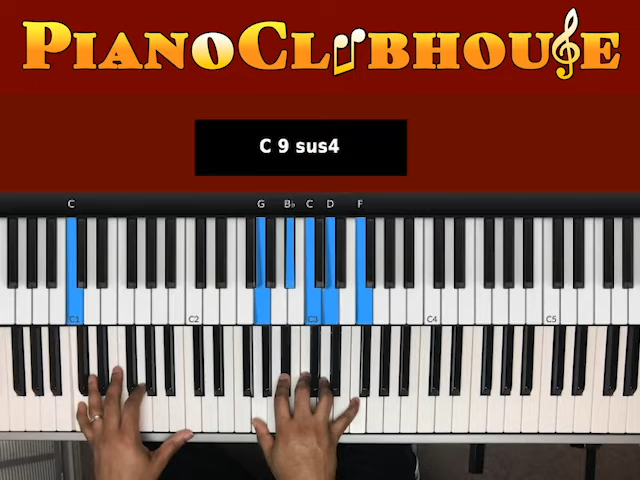 PIANOCLUBHOUSE
C 9 sus4
C G B♭ C D F
C1 C2 C3 C4 C5